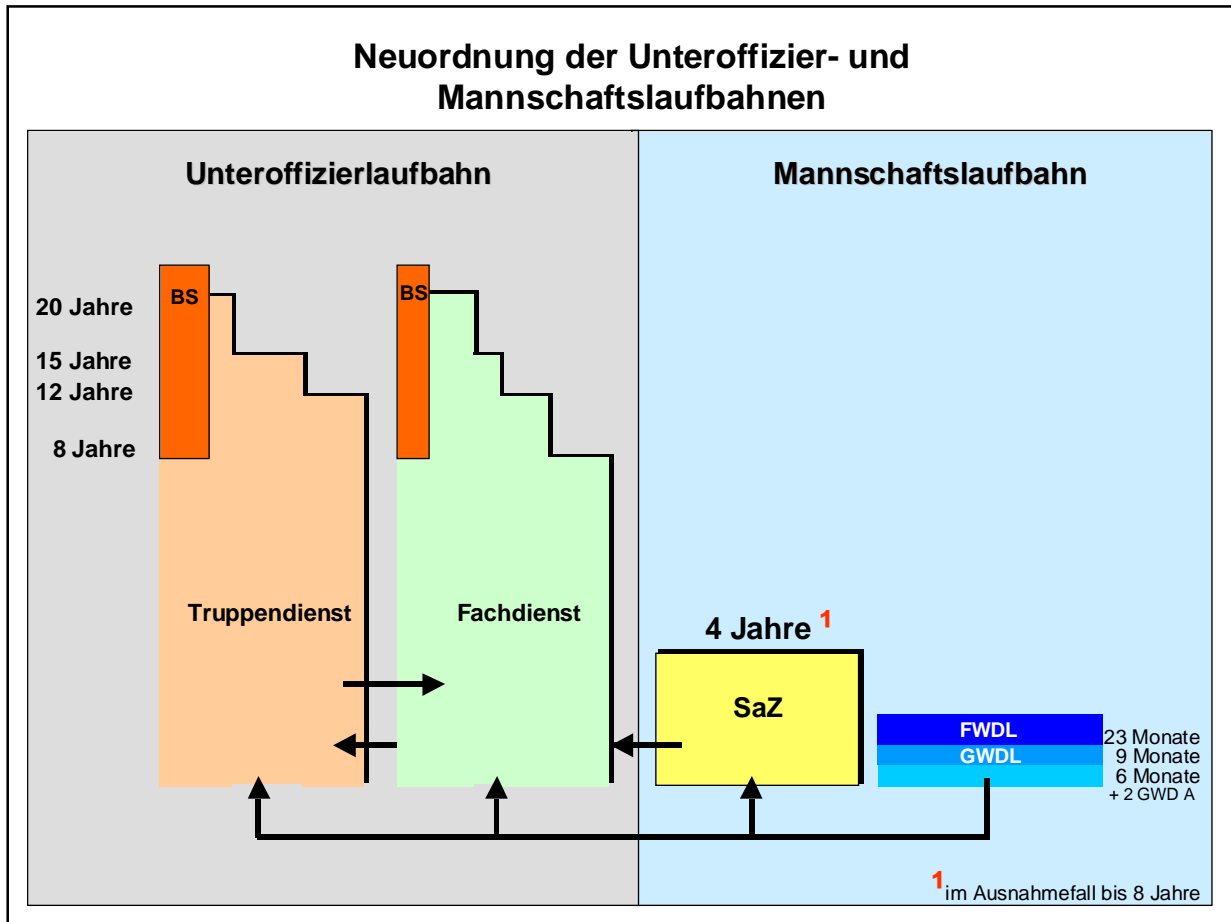 Neuordnung der Unteroffizier- und
Mannschaftslaufbahnen
Unteroffizierlaufbahn
Mannschaftslaufbahn
20 Jahre
15 Jahre
12 Jahre
8 Jahre
BS
BS
Truppendienst
Fachdienst
4 Jahre 1
SaZ
FWDL
GWDL
23 Monate
9 Monate
6 Monate
+ 2 GWD A
1 im Ausnahmefall bis 8 Jahre